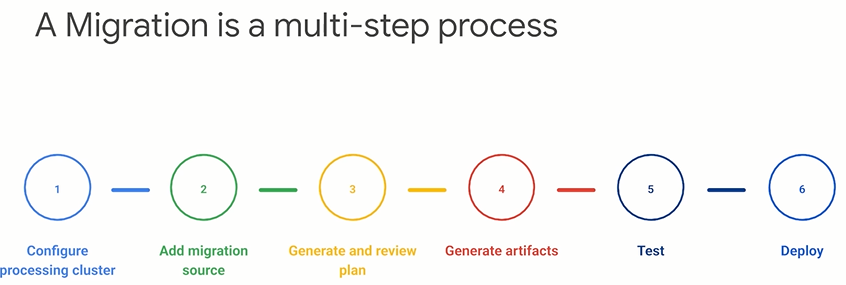 A Migration is a multi-step process
1
2
3
4
5
6
Configure
processing cluster
Add migration
source
Generate and review
plan
Generate artifacts
Test
Deploy